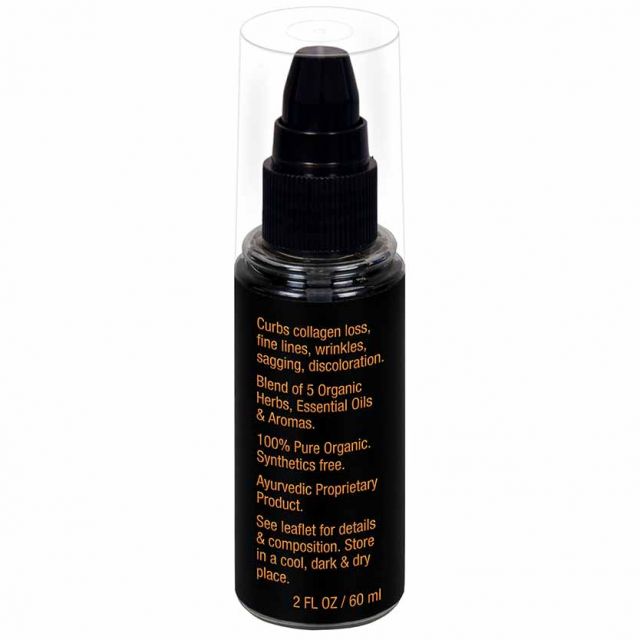 Curbs collagen loss,
fine lines, wrinkles,
sagging, discoloration.
Blend of 5 Organic
Herbs, Essential Oils
& Aromas.
100% Pure Organic.
Synthetics free.
Ayurvedic Proprietary
Product.
See leaflet for details
& composition. Store
in a cool, dark & dry
place.
2 FL OZ / 60 ml